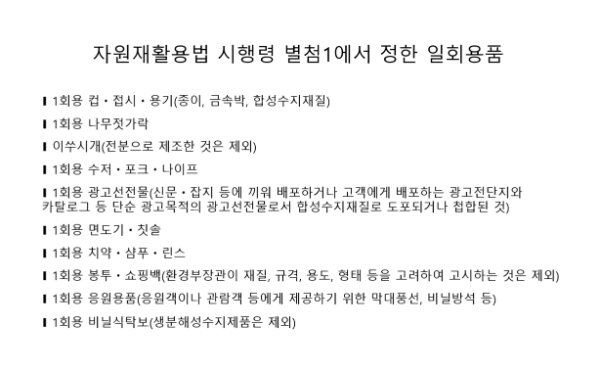 자원재활용법 시행령 별첨1에서 정한 일회용품
▎1회용 컵・접시・용기(종이, 금속박, 합성수지재질)
▎1회용 나무젓가락
▎이쑤시개(전분으로 제조한 것은 제외)
▎1회용 수저・포크・나이프
▎1회용 광고선전물(신문・잡지 등에 끼워 배포하거나 고객에게 배포하는 광고전단지와
카탈로그 등 단순 광고목적의 광고선전물로서 합성수지재질로 도포되거나 첩합된 것)
▎1회용 면도기・칫솔
▎1회용 치약・샴푸・린스
▎1회용 봉투・쇼핑백(환경부장관이 재질, 규격, 용도, 형태 등을 고려하여 고시하는 것은 제외)
▎1회용 응원용품(응원객이나 관람객 등에게 제공하기 위한 막대풍선, 비닐방석 등)
▎1회용 비닐식탁보(생분해성수지제품은 제외)